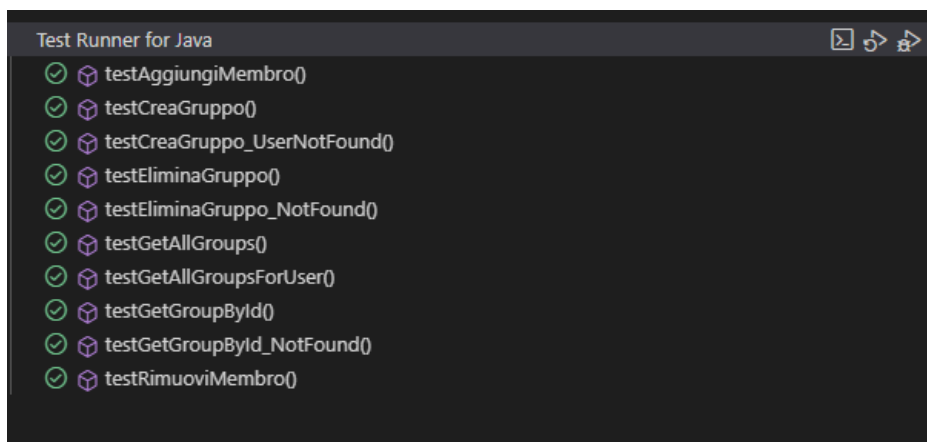 Test Runner for Java
testAggiungiMembro()
testCreaGruppo()
testCreaGruppo_UserNotFound()
testEliminaGruppo()
testEliminaGruppo_NotFound()
testGetAllGroups()
testGetAllGroupsForUser()
testGetGroupById()
testGetGroupById_NotFound()
testRimuoviMembro()